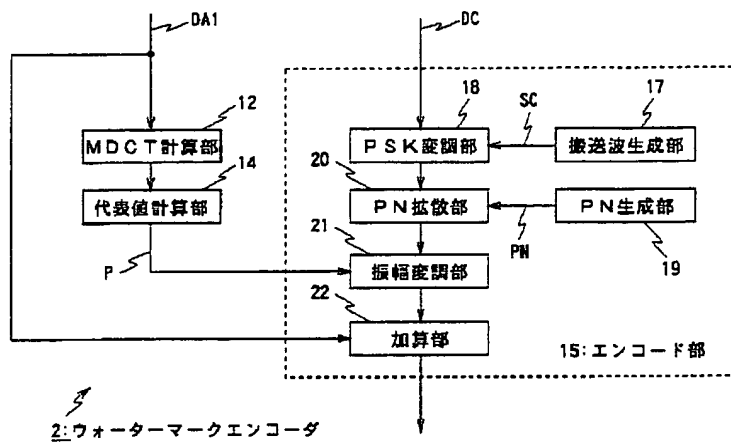 DA1
DC
12
18
SC
17
MDCT計算部
PSK変調部
搬送波生成部
14
20
代表値計算部
PN拡散部
PN生成部
21
PN
19
P
振幅変調部
22
加算部
15:エンコード部
2:ウォーターマークエンコーダ